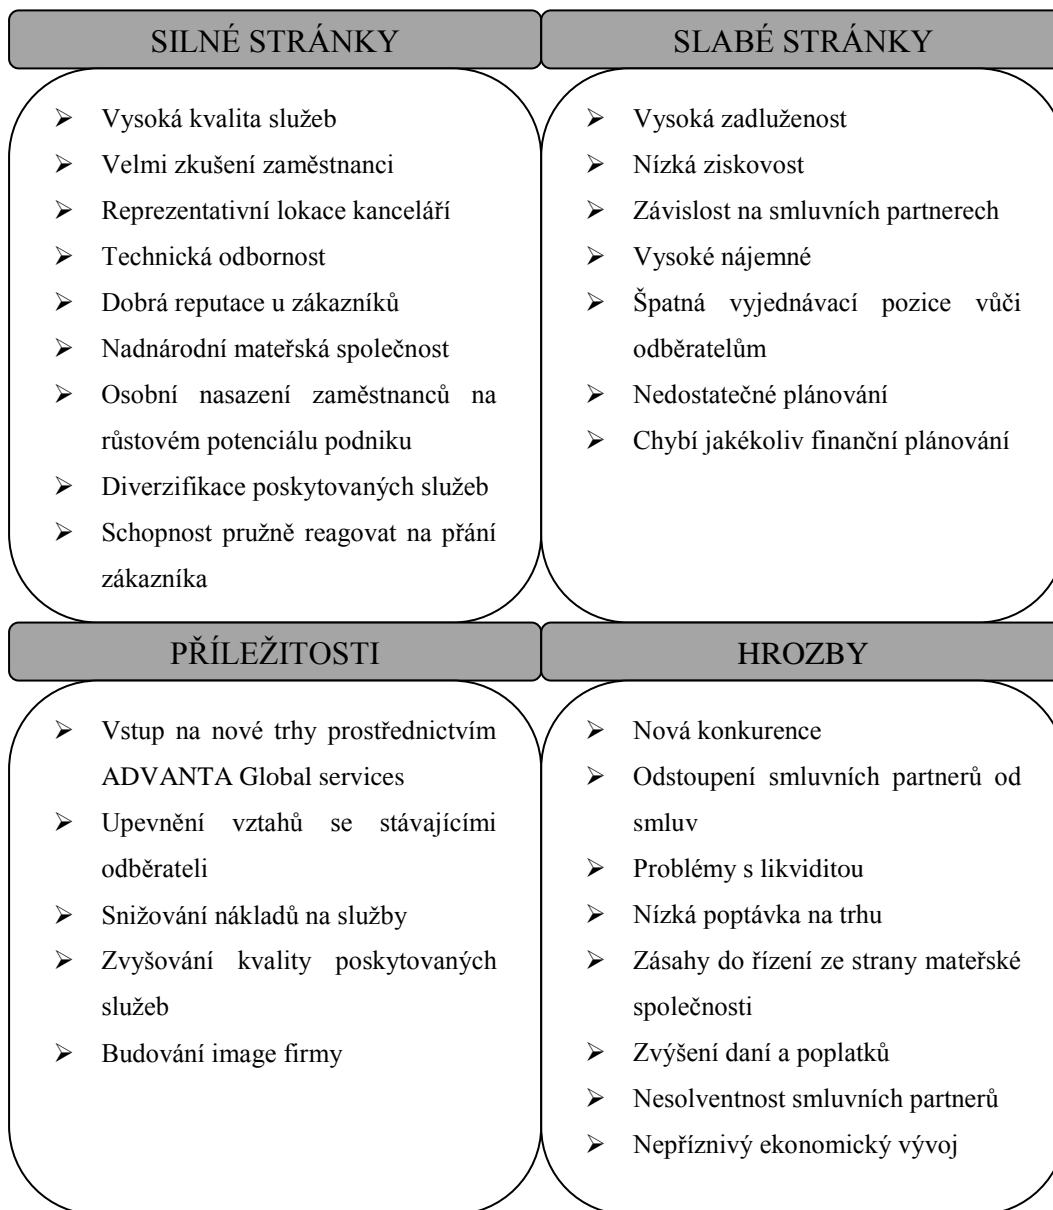 SILNÉ STRÁNKY
➢ Vysoká kvalita služeb
➢ Velmi zkušení zaměstnanci
➢ Reprezentativní lokace kanceláří
➢ Technická odbornost
➢ Dobrá reputace u zákazníků
➢ Nadnárodní mateřská společnost
➢ Osobní nasazení zaměstnanců na
růstovém potenciálu podniku
➢ Diverzifikace poskytovaných služeb
➢ Schopnost pružně reagovat na přání
zákazníka
SLABÉ STRÁNKY
➢ Vysoká zadluženost
➢ Nízká ziskovost
➢ Závislost na smluvních partnerech
➢ Vysoké nájemné
➢ Špatná vyjednávací pozice vůči
odběratelům
➢ Nedostatečné plánování
➢ Chybí jakékoliv finanční plánování
PŘÍLEŽITOSTI
➢ Vstup na nové trhy prostřednictvím
ADVANTA Global services
➢ Upevnění vztahů se stávajícími
odběrateli
➢ Snižování nákladů na služby
➢ Zvyšování kvality poskytovaných
služeb
➢ Budování image firmy
HROZBY
➢ Nová konkurence
➢ Odstoupení smluvních partnerů od
smluv
➢ Problémy s likviditou
➢ Nízká poptávka na trhu
➢ Zásahy do řízení ze strany mateřské
společnosti
➢ Zvýšení daní a poplatků
➢ Nesolventnost smluvních partnerů
➢ Nepříznivý ekonomický vývoj